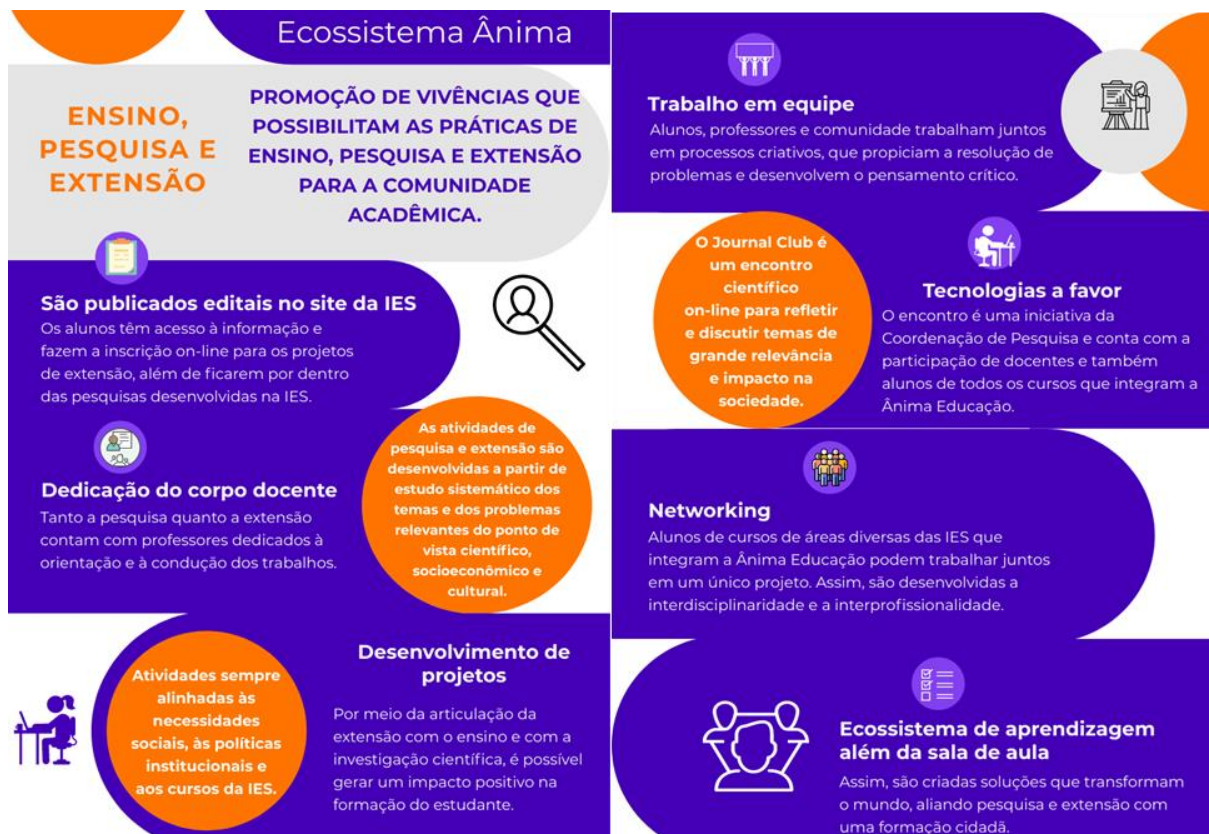 Ecossistema Ânima
ENSINO,
PESQUISA E
EXTENSÃO
PROMOÇÃO DE VIVÊNCIAS QUE
POSSIBILITAM AS PRÁTICAS DE
ENSINO, PESQUISA E EXTENSÃO
PARA A COMUNIDADE
ACADÊMICA.
São publicados editais no site da IES
Os alunos têm acesso à informação e
fazem a inscrição on-line para os projetos
de extensão, além de ficarem por dentro
das pesquisas desenvolvidas na IES.
Dedicação do corpo docente
Tanto a pesquisa quanto a extensão
contam com professores dedicados à
orientação e à condução dos trabalhos.
As atividades de
pesquisa e extensão são
desenvolvidas a partir de
estudo sistemático dos
temas e dos problemas
relevantes do ponto de
vista científico,
socioeconômico e
cultural.
Atividades sempre
alinhadas às
necessidades
sociais, às políticas
institucionais e
aos cursos da IES.
Desenvolvimento de
projetos
Por meio da articulação da
extensão com o ensino e com a
investigação científica, é possível
gerar um impacto positivo na
formação do estudante.
Trabalho em equipe
Alunos, professores e comunidade trabalham juntos
em processos criativos, que propiciam a resolução de
problemas e desenvolvem o pensamento crítico.
O Journal Club é
um encontro
científico
on-line para refletir
e discutir temas de
grande relevância
e impacto na
sociedade.
Tecnologias a favor
O encontro é uma iniciativa da
Coordenação de Pesquisa e conta com a
participação de docentes e também
alunos de todos os cursos que integram a
Ânima Educação.
Networking
Alunos de cursos de áreas diversas das IES que
integram a Ânima Educação podem trabalhar juntos
em um único projeto. Assim, são desenvolvidas a
interdisciplinaridade e a interprofissionalidade.
Ecossistema de aprendizagem
além da sala de aula
Assim, são criadas soluções que transformam
o mundo, aliando pesquisa e extensão com
uma formação cidadã.